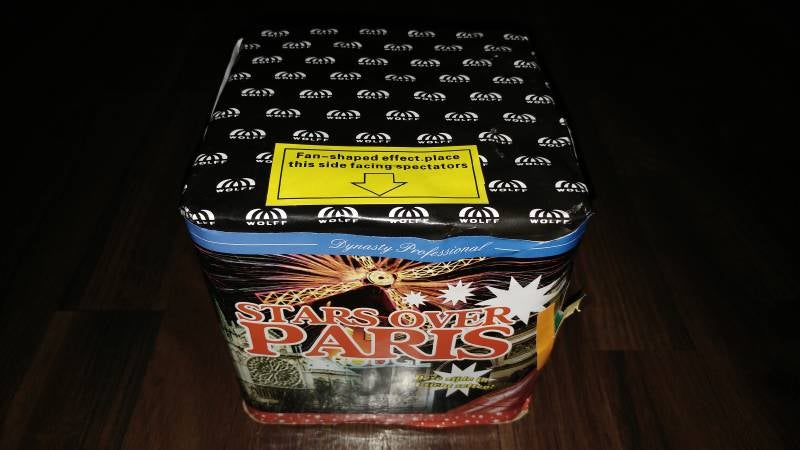 WOLFF
Fan-shaped effect.place
this side facing spectators
Dynasty Professional
STARS OVER
PARIS